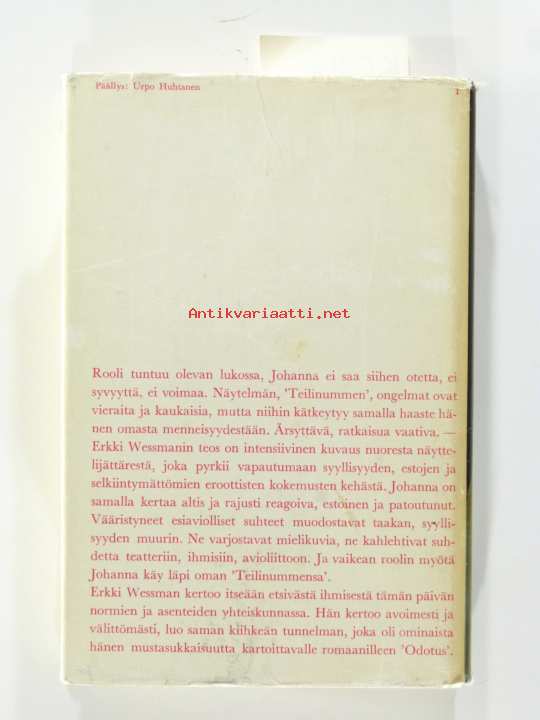 Päällys: Urpo Huhtanen
Antikvariaatti.net
Rooli tuntuu olevan lukossa, Johanna ei saa siihen otetta, ei
syvyyttä, ei voimaa. Näytelmän, 'Teilinummen', ongelmat ovat
vieraita ja kaukaisia, mutta niihin kätkeytyy samalla haaste hä-
nen omasta menneisyydestään. Ärsyttävä, ratkaisua vaativa. —
Erkki Wessmanin teos on intensiivinen kuvaus nuoresta näytte-
lijättärestä, joka pyrkii vapautumaan syyllisyyden, estojen ja
selkiintymättömien eroottisten kokemusten kehästä. Johanna on
samalla kertaa altis ja rajusti reagoiva, estoinen ja patoutunut.
Vääristyneet esiaviolliset suhteet muodostavat taakan, syylli-
syyden muurin. Ne varjostavat mielikuvia, ne kahlehtivat suh-
detta teatteriin, ihmisiin, avioliittoon. Ja vaikean roolin myötä
Johanna käy läpi oman 'Teilinummensa'.
Erkki Wessman kertoo itseään etsivästä ihmisestä tämän päivän
normien ja asenteiden yhteiskunnassa. Hän kertoo avoimesti ja
välittömästi, luo saman kiihkeän tunnelman, joka oli ominaista
hänen mustasukkaisuutta kartoittavalle romaanilleen 'Odotus'.